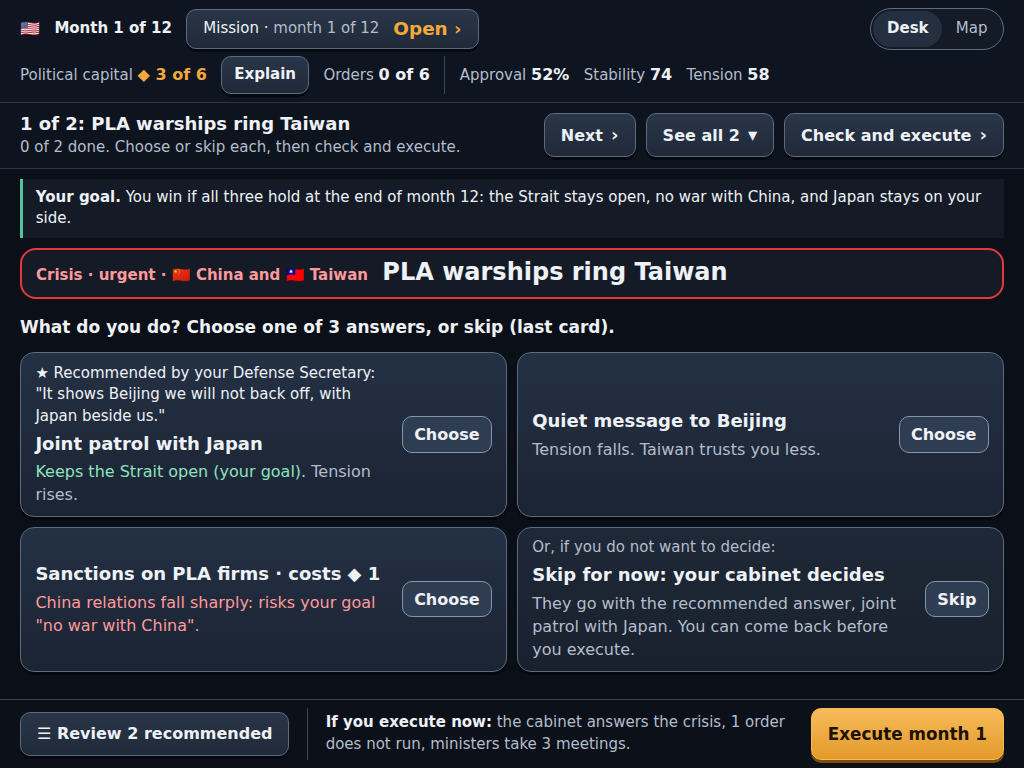 🇺🇸 Month 1 of 12 Mission · month 1 of 12 Open › Desk Map
Political capital ◆ 3 of 6 Explain Orders 0 of 6 Approval 52% Stability 74 Tension 58
1 of 2: PLA warships ring Taiwan
0 of 2 done. Choose or skip each, then check and execute.
Next › See all 2 ▼ Check and execute ›
Your goal. You win if all three hold at the end of month 12: the Strait stays open, no war with China, and Japan stays on your
side.
Crisis · urgent · 🇨🇳 China and 🇹🇼 Taiwan PLA warships ring Taiwan
What do you do? Choose one of 3 answers, or skip (last card).
★ Recommended by your Defense Secretary:
"It shows Beijing we will not back off, with
Japan beside us."
Joint patrol with Japan
Keeps the Strait open (your goal). Tension
rises.
Choose
Quiet message to Beijing
Tension falls. Taiwan trusts you less.
Choose
Sanctions on PLA firms · costs ◆ 1
China relations fall sharply: risks your goal
"no war with China".
Choose
Or, if you do not want to decide:
Skip for now: your cabinet decides
They go with the recommended answer, joint
patrol with Japan. You can come back before
you execute.
Skip
☰ Review 2 recommended
If you execute now: the cabinet answers the crisis, 1 order
does not run, ministers take 3 meetings.
Execute month 1